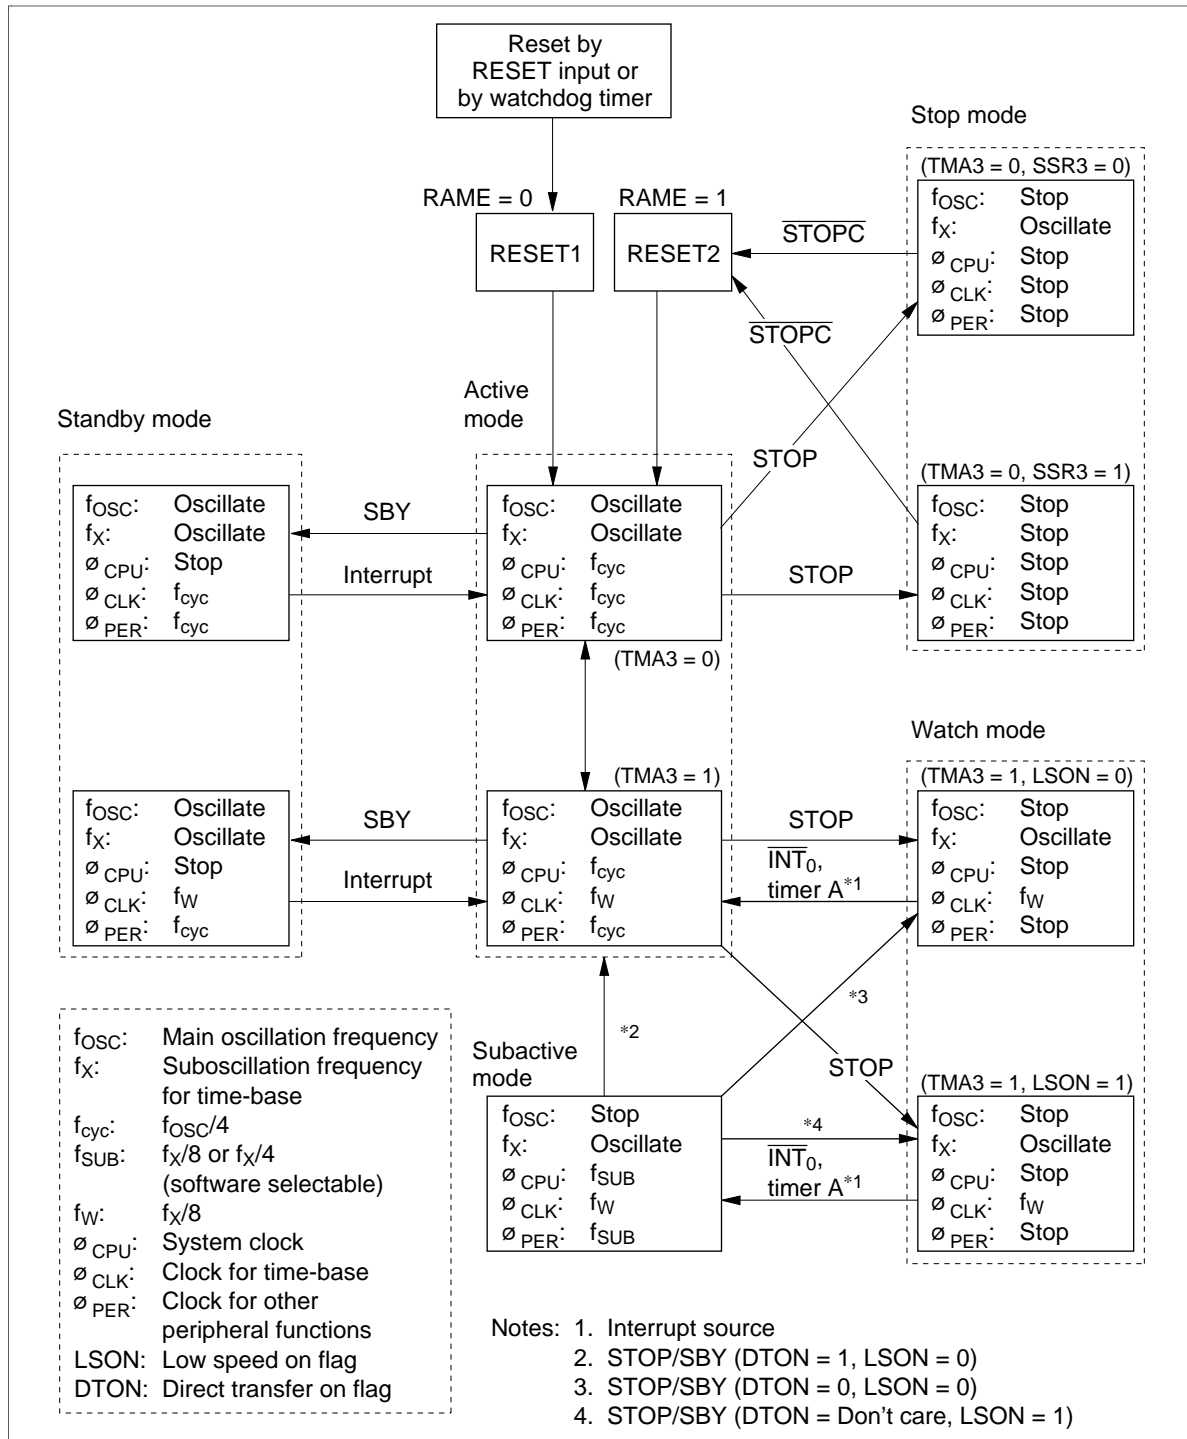 Reset by
RESET input or
by watchdog timer
Stop mode
RAME = 0
RAME = 1
(TMA3 = 0, SSR3 = 0)
RESET1
RESET2
STOPC
fOSC: Stop
fX: Oscillate
ø CPU: Stop
ø CLK: Stop
ø PER: Stop
STOPC
Standby mode
Active
mode
STOP
(TMA3 = 0, SSR3 = 1)
fOSC: Oscillate
fX: Oscillate
ø CPU: Stop
ø CLK: fcyc
ø PER: fcyc
SBY
Interrupt
fOSC: Oscillate
fX: Oscillate
ø CPU: fcyc
ø CLK: fcyc
ø PER: fcyc
(TMA3 = 0)
STOP
fOSC: Stop
fX: Stop
ø CPU: Stop
ø CLK: Stop
ø PER: Stop
Watch mode
(TMA3 = 1)
(TMA3 = 1, LSON = 0)
fOSC: Oscillate
fX: Oscillate
ø CPU: Stop
ø CLK: fW
ø PER: fcyc
SBY
Interrupt
fOSC: Oscillate
fX: Oscillate
ø CPU: fcyc
ø CLK: fW
ø PER: fcyc
STOP
INT0,
timer A*1
fOSC: Stop
fX: Oscillate
ø CPU: Stop
ø CLK: fW
ø PER: Stop
*2
*3
Subactive
mode
STOP
(TMA3 = 1, LSON = 1)
fOSC: Stop
fX: Oscillate
ø CPU: fSUB
ø CLK: fW
ø PER: fSUB
*4
INT0,
timer A*1
fOSC: Stop
fX: Oscillate
ø CPU: Stop
ø CLK: fW
ø PER: Stop
fOSC: Main oscillation frequency
fX: Suboscillation frequency
for time-base
fcyc: fOSC/4
fSUB: fX/8 or fX/4
(software selectable)
fW: fX/8
ø CPU: System clock
ø CLK: Clock for time-base
ø PER: Clock for other
peripheral functions
LSON: Low speed on flag
DTON: Direct transfer on flag
Notes: 1. Interrupt source
2. STOP/SBY (DTON = 1, LSON = 0)
3. STOP/SBY (DTON = 0, LSON = 0)
4. STOP/SBY (DTON = Don't care, LSON = 1)